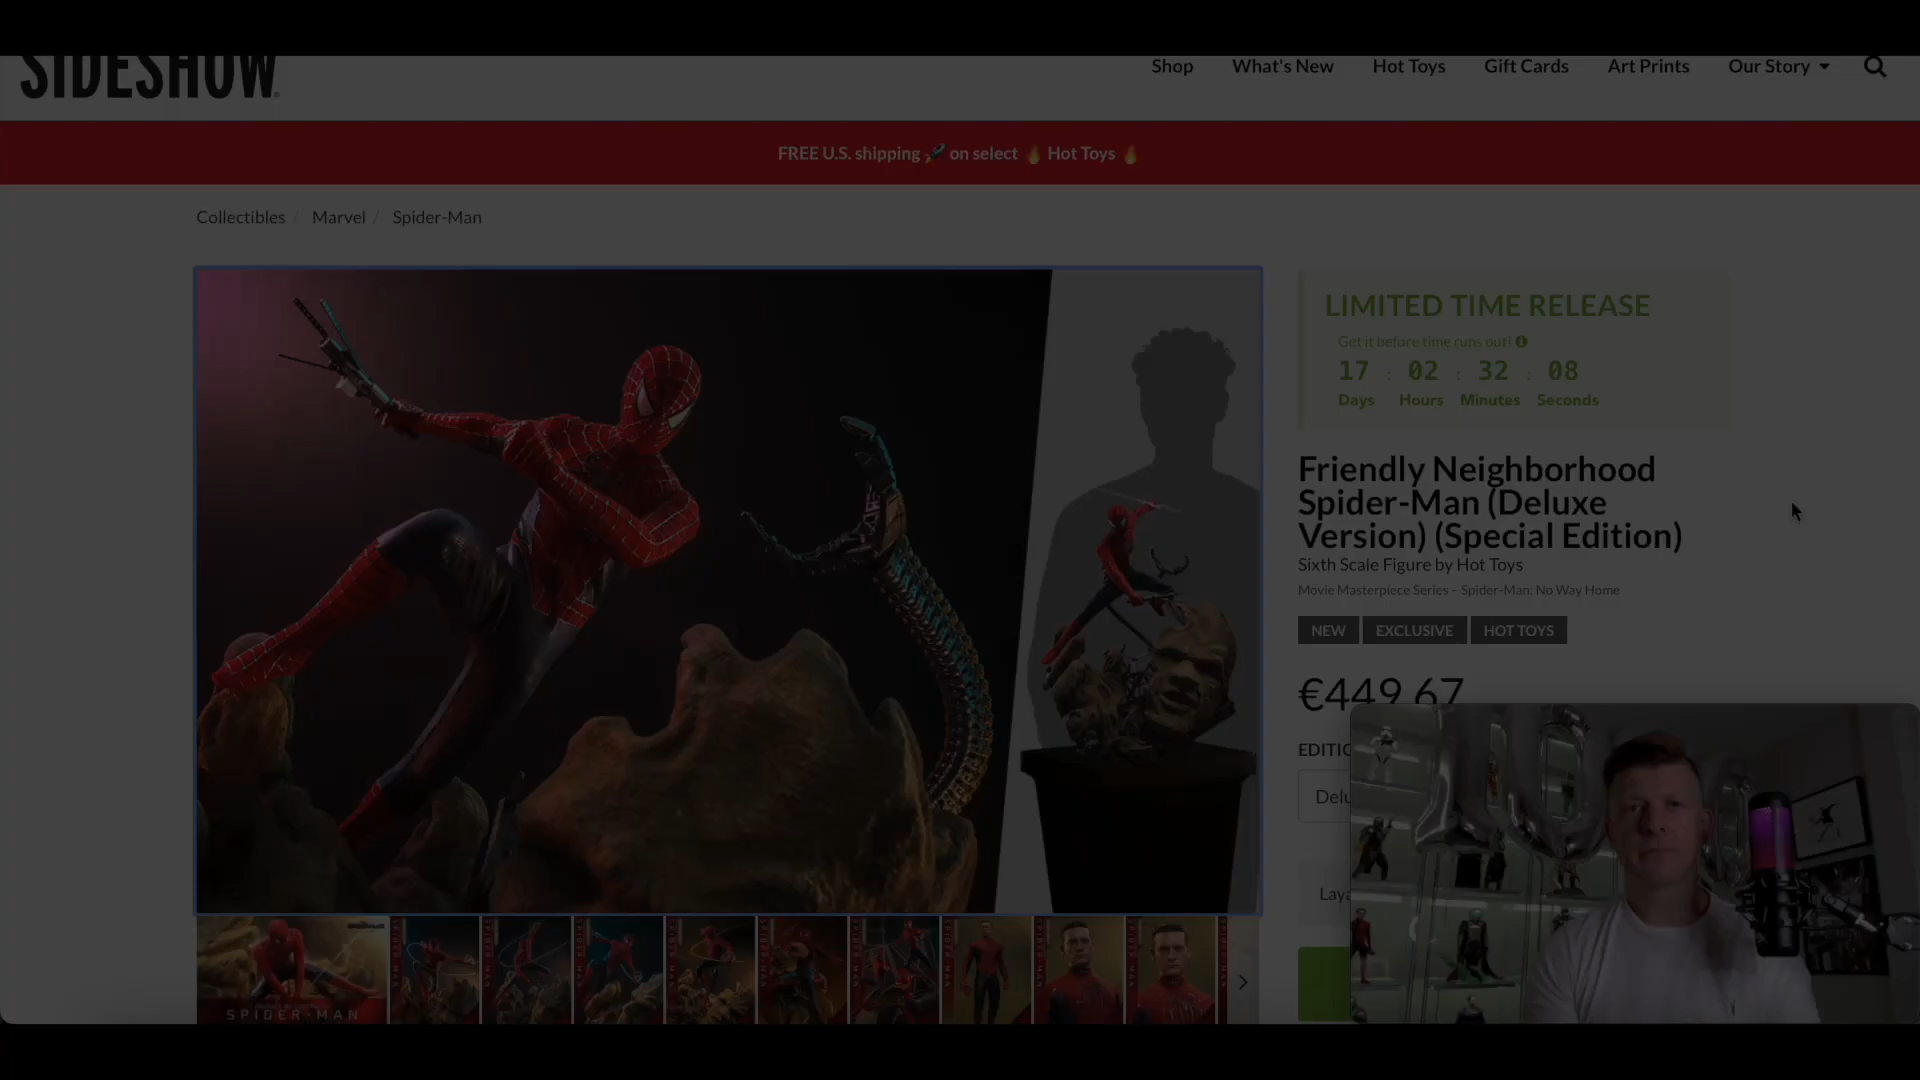 SIDESHOW
Shop What's New Hot Toys Gift Cards Art Prints Our Story
FREE U.S. shipping 🚀 on select 🔥 Hot Toys 🔥
Collectibles / Marvel / Spider-Man
LIMITED TIME RELEASE
Get it before time runs out!
17 : 02 : 32 : 08
Days Hours Minutes Seconds
Friendly Neighborhood
Spider-Man (Deluxe
Version) (Special Edition)
Sixth Scale Figure by Hot Toys
Movie Masterpiece Series - Spider-Man: No Way Home
NEW EXCLUSIVE HOT TOYS
€449.67
SPIDER-MAN